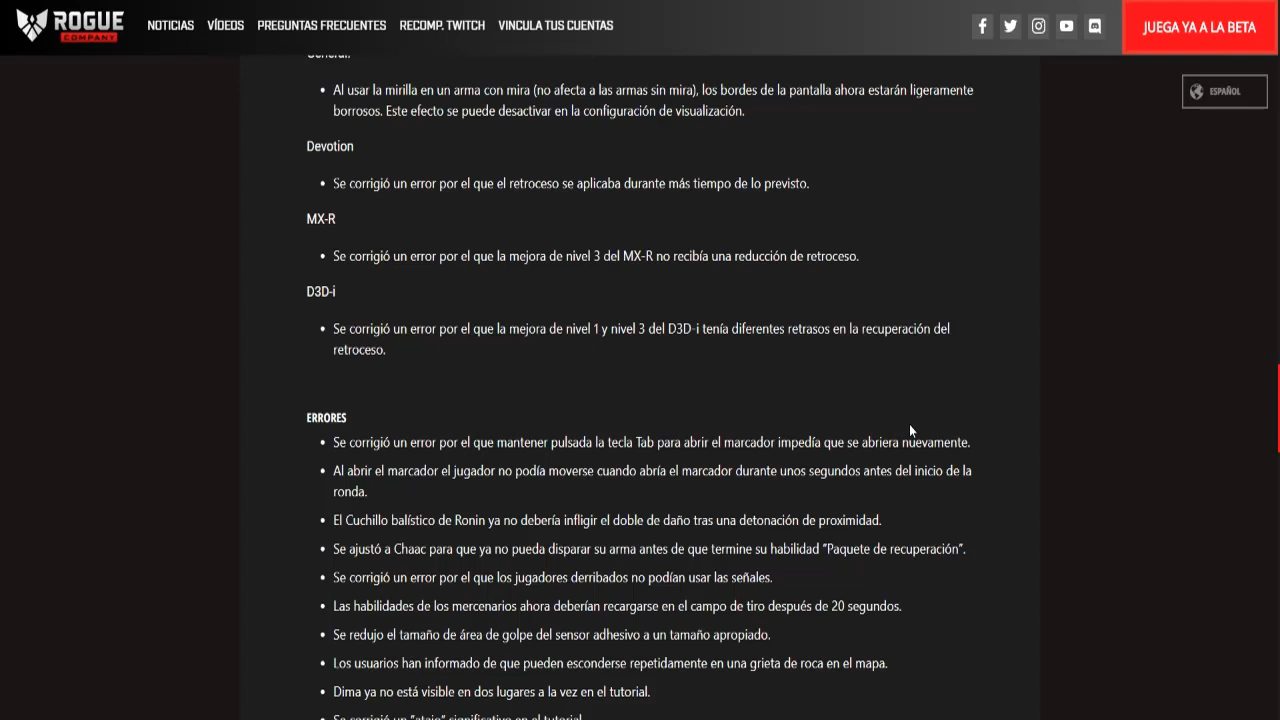 ROGUE
COMPANY
NOTICIAS
VÍDEOS
PREGUNTAS FRECUENTES
RECOMP. TWITCH
VINCULA TUS CUENTAS
JUEGA YA A LA BETA
ESPAÑOL
General:
Al usar la mirilla en un arma con mira (no afecta a las armas sin mira), los bordes de la pantalla ahora estarán ligeramente
borrosos. Este efecto se puede desactivar en la configuración de visualización.
Devotion
Se corrigió un error por el que el retroceso se aplicaba durante más tiempo de lo previsto.
MX-R
Se corrigió un error por el que la mejora de nivel 3 del MX-R no recibía una reducción de retroceso.
D3D-i
Se corrigió un error por el que la mejora de nivel 1 y nivel 3 del D3D-i tenía diferentes retrasos en la recuperación del
retroceso.
ERRORES
Se corrigió un error por el que mantener pulsada la tecla Tab para abrir el marcador impedía que se abriera nuevamente.
Al abrir el marcador el jugador no podía moverse cuando abría el marcador durante unos segundos antes del inicio de la
ronda.
El Cuchillo balístico de Ronin ya no debería infligir el doble de daño tras una detonación de proximidad.
Se ajustó a Chaac para que ya no pueda disparar su arma antes de que termine su habilidad "Paquete de recuperación".
Se corrigió un error por el que los jugadores derribados no podían usar las señales.
Las habilidades de los mercenarios ahora deberían recargarse en el campo de tiro después de 20 segundos.
Se redujo el tamaño de área de golpe del sensor adhesivo a un tamaño apropiado.
Los usuarios han informado de que pueden esconderse repetidamente en una grieta de roca en el mapa.
Dima ya no está visible en dos lugares a la vez en el tutorial.
Se corrigió un "atajo" significativo en el tutorial.